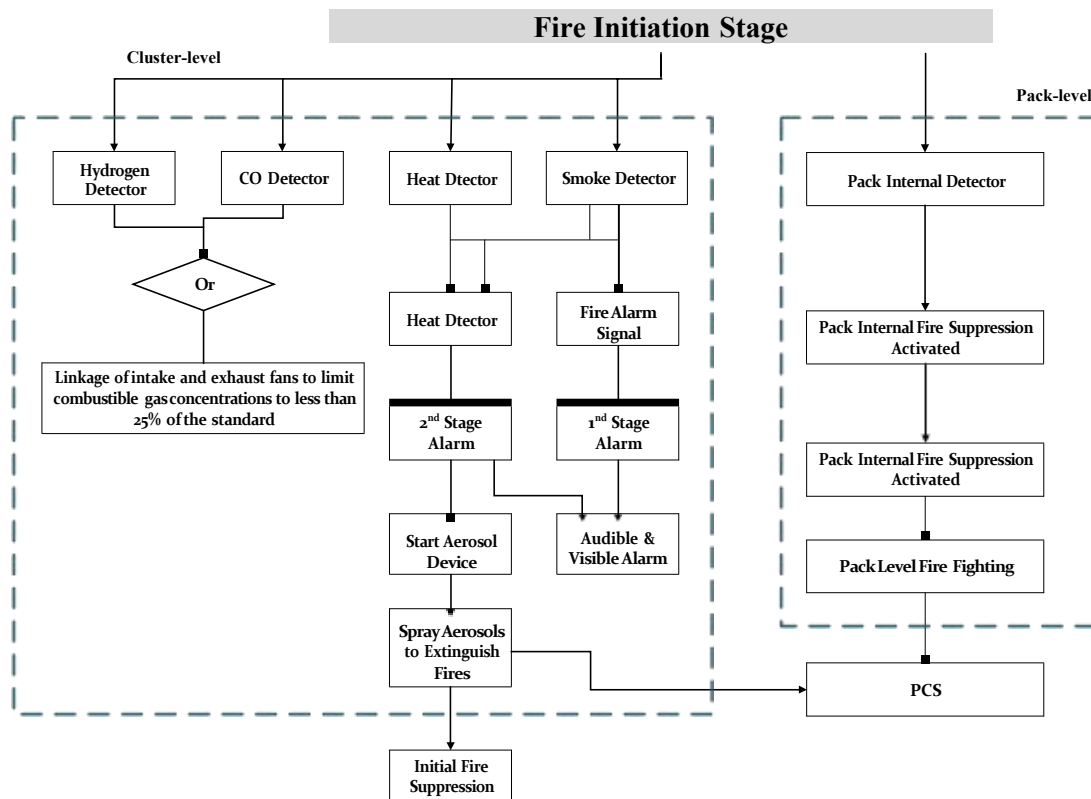 Fire Initiation Stage
Cluster-level
Pack-level
Hydrogen
Detector
CO Detector
Heat Dtector
Smoke Detector
Pack Internal Detector
Or
Heat Dtector
Fire Alarm
Signal
Pack Internal Fire Suppression
Activated
Linkage of intake and exhaust fans to limit
combustible gas concentrations to less than
25% of the standard
2nd Stage
Alarm
1st Stage
Alarm
Pack Internal Fire Suppression
Activated
Start Aerosol
Device
Audible &
Visible Alarm
Pack Level Fire Fighting
Spray Aerosols
to Extinguish
Fires
PCS
Initial Fire
Suppression